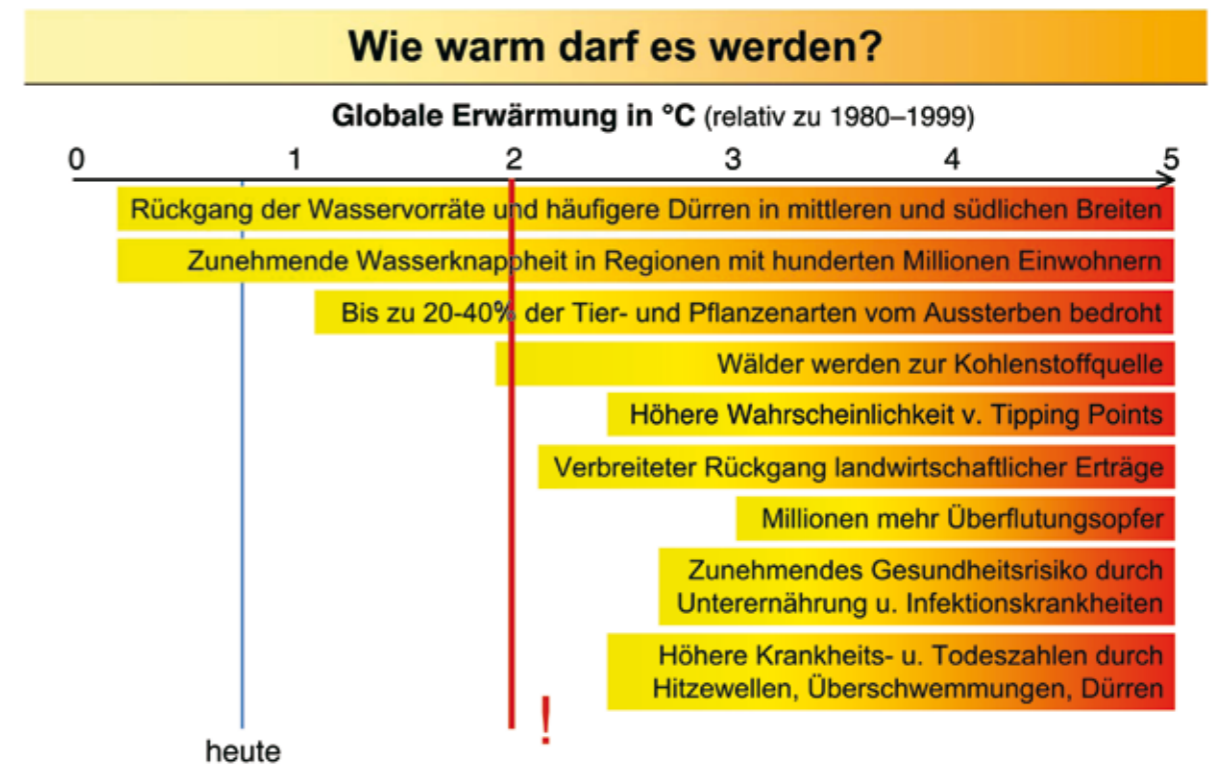 Wie warm darf es werden?
Globale Erwärmung in °C (relativ zu 1980–1999)
0 1 2 3 4 5
Rückgang der Wasservorräte und häufigere Dürren in mittleren und südlichen Breiten
Zunehmende Wasserknappheit in Regionen mit hunderten Millionen Einwohnern
Bis zu 20-40% der Tier- und Pflanzenarten vom Aussterben bedroht
Wälder werden zur Kohlenstoffquelle
Höhere Wahrscheinlichkeit v. Tipping Points
Verbreiteter Rückgang landwirtschaftlicher Erträge
Millionen mehr Überflutungsopfer
Zunehmendes Gesundheitsrisiko durch
Unterernährung u. Infektionskrankheiten
Höhere Krankheits- u. Todeszahlen durch
Hitzewellen, Überschwemmungen, Dürren
!
heute